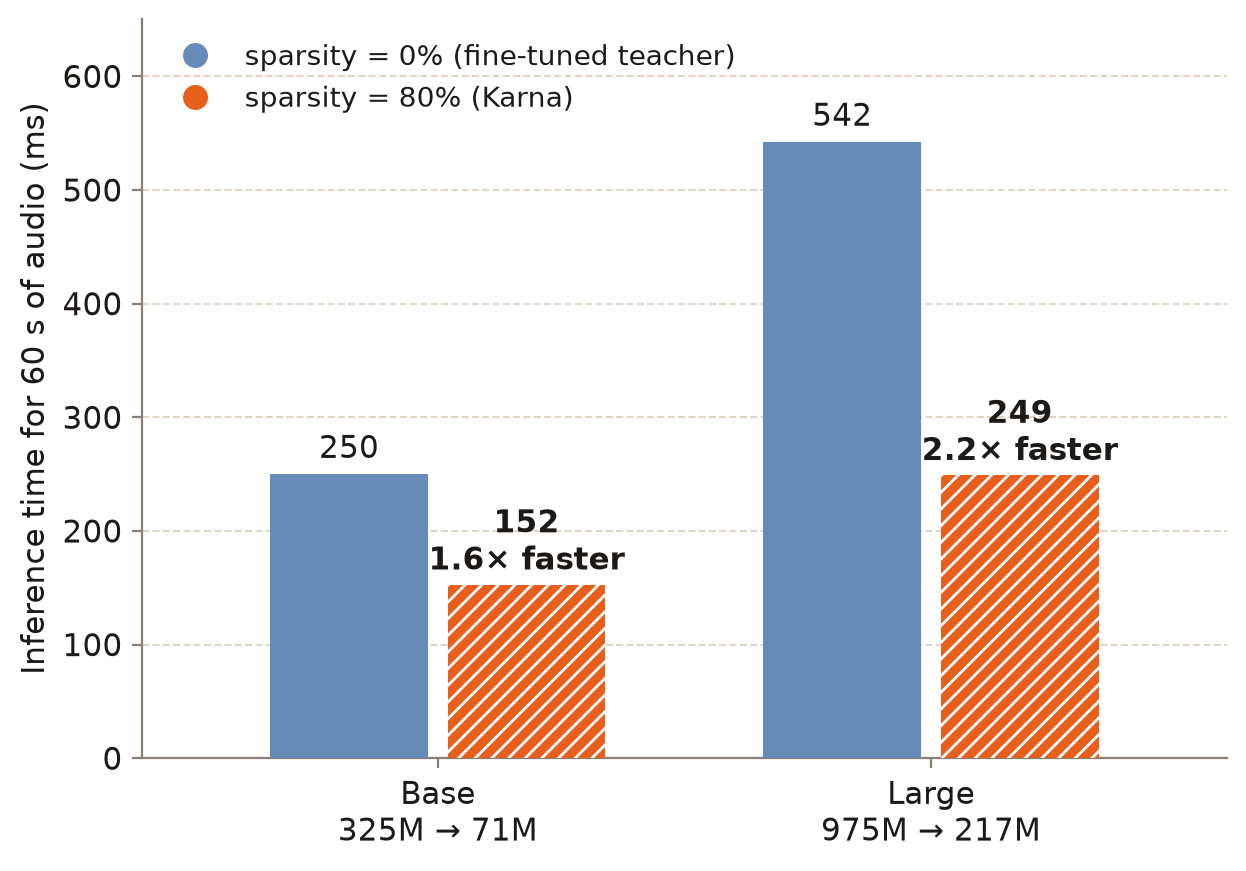 sparsity = 0% (fine-tuned teacher)
sparsity = 80% (Karna)
Inference time for 60 s of audio (ms)
600
500
400
300
200
100
0
250
152
1.6× faster
542
249
2.2× faster
Base
325M → 71M
Large
975M → 217M